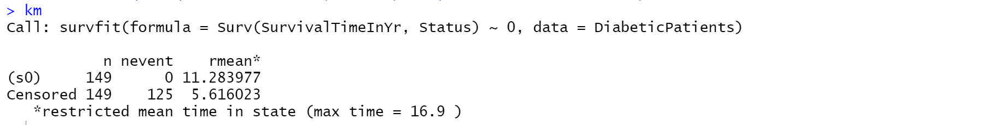 > km
Call: survfit(formula = Surv(SurvivalTimeInYr, Status) ~ 0, data = DiabeticPatients)
n nevent rmean*
(s0) 149 0 11.283977
Censored 149 125 5.616023
*restricted mean time in state (max time = 16.9 )